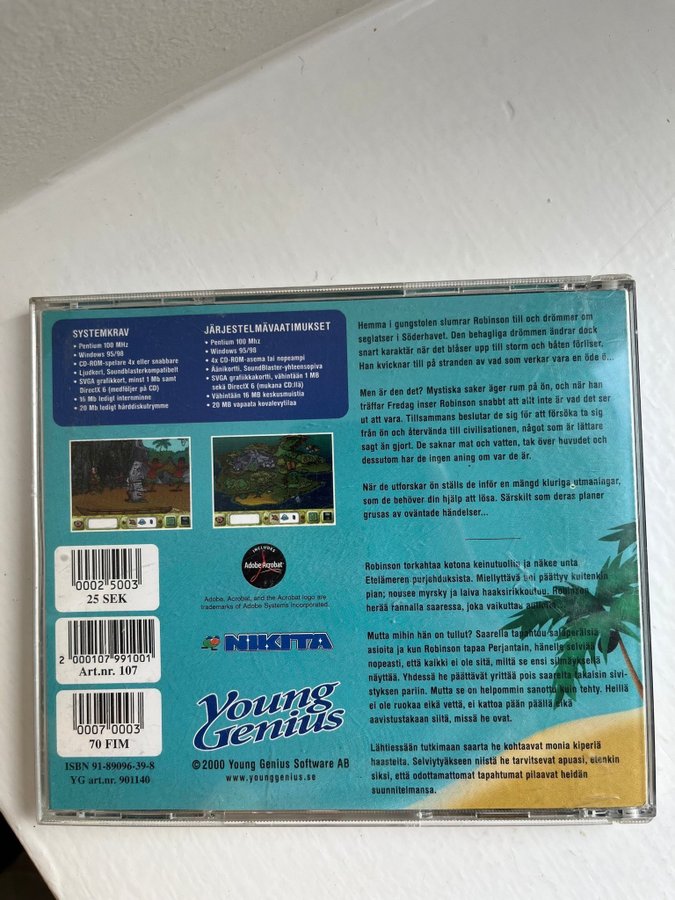 SYSTEMKRAV
• Pentium 100 MHz
• Windows 95/98
• CD-ROM-spelare 4x eller snabbare
• Ljudkort, Soundblasterkompatibelt
• SVGA grafikkort, minst 1 Mb samt
DirectX 6 (medföljer på CD)
• 16 Mb ledigt internminne
• 20 Mb ledigt hårddiskutrymme
JÄRJESTELMÄVAATIMUKSET
• Pentium 100 Mhz
• Windows 95/98
• 4x CD-ROM-asema tai nopeampi
• Äänikortti, SoundBlaster-yhteensopiva
• SVGA grafiikkakortti, vähintään 1 MB
sekä DirectX 6 (mukana CD:llä)
• Vähintään 16 MB keskusmuistia
• 20 MB vapaata kovalevytilaa
0002 5003
25 SEK
2 000107 991001
Art.nr. 107
0007 0003
70 FIM
ISBN 91-89096-39-8
YG art.nr. 901140
INCLUDES
Adobe Acrobat
Adobe, Acrobat, and the Acrobat logo are
trademarks of Adobe Systems Incorporated.
NIKITA
Young
Genius
©2000 Young Genius Software AB
www.younggenius.se
Hemma i gungstolen slumrar Robinson till och drömmer om
seglatser i Söderhavet. Den behagliga drömmen ändrar dock
snart karaktär när det blåser upp till storm och båten förliser.
Han kvicknar till på stranden av vad som verkar vara en öde ö...
Men är den det? Mystiska saker äger rum på ön, och när han
träffar Fredag inser Robinson snabbt att allt inte är vad det ser
ut att vara. Tillsammans beslutar de sig för att försöka ta sig
från ön och återvända till civilisationen, något som är lättare
sagt än gjort. De saknar mat och vatten, tak över huvudet och
dessutom har de ingen aning om var de är.
När de utforskar ön ställs de inför en mängd kluriga utmaningar,
som de behöver din hjälp att lösa. Särskilt som deras planer
grusas av oväntade händelser...
Robinson torkahtaa kotona keinutuoliin ja näkee unta
Etelämeren purjehduksista. Miellyttävä uni päättyy kuitenkin
pian; nousee myrsky ja laiva haaksirikkoutuu. Robinson
herää rannalla saaressa, joka vaikuttaa
Mutta mihin hän on tullut? Saarella tapahtuu salaperäisiä
asioita ja kun Robinson tapaa Perjantain, hänelle selviää
nopeasti, että kaikki ei ole sitä, miltä se ensi silmäyksellä
näyttää. Yhdessä he päättävät yrittää pois saarelta takaisin sivi-
styksen pariin. Mutta se on helpommin sanottu kuin tehty. Heillä
ei ole ruokaa eikä vettä, ei kattoa pään päällä eikä
aavistustakaan siitä, missä he ovat.
Lähtiessään tutkimaan saarta he kohtaavat monia kiperiä
haasteita. Selviytyäkseen niistä he tarvitsevat apuasi, etenkin
siksi, että odottamattomat tapahtumat pilaavat heidän
suunnitelmansa.